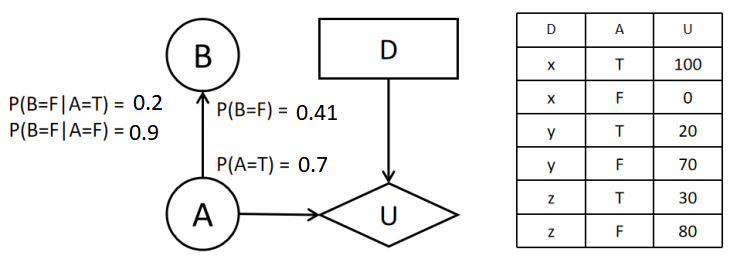 B
D
P(B=F|A=T) = 0.2
P(B=F|A=F) = 0.9
P(B=F) = 0.41
P(A=T) = 0.7
A
U
D A U
x T 100
x F 0
y T 20
y F 70
z T 30
z F 80